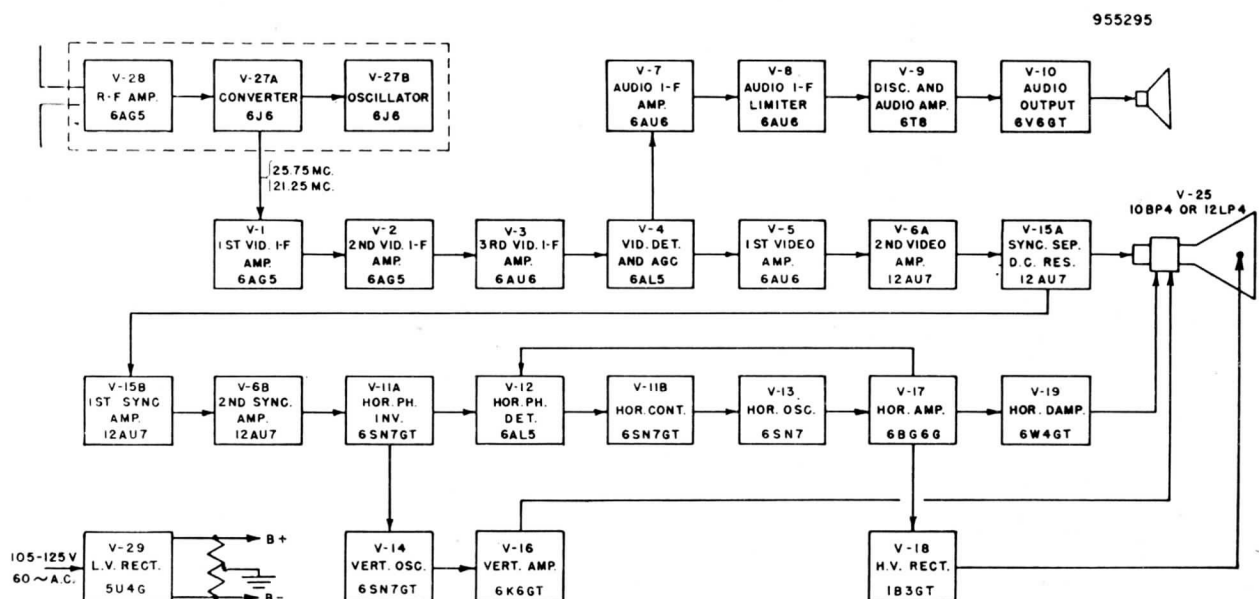 955295
V-28
R-F AMP.
6AG5
V-27A
CONVERTER
6J6
V-27B
OSCILLATOR
6J6
V-7
AUDIO I-F
AMP.
6AU6
V-8
AUDIO I-F
LIMITER
6AU6
V-9
DISC. AND
AUDIO AMP.
6T8
V-10
AUDIO
OUTPUT
6V6GT
25.75 MC.
21.25 MC.
V-1
1ST VID. I-F
AMP.
6AG5
V-2
2ND VID. I-F
AMP.
6AG5
V-3
3RD VID. I-F
AMP.
6AU6
V-4
VID. DET.
AND AGC
6AL5
V-5
1ST VIDEO
AMP.
6AU6
V-6A
2ND VIDEO
AMP.
12AU7
V-15A
SYNC. SEP.
D.C. RES.
12AU7
V-25
10BP4 OR 12LP4
V-15B
1ST SYNC
AMP.
12AU7
V-6B
2ND SYNC.
AMP.
12AU7
V-11A
HOR. PH.
INV.
6SN7GT
V-12
HOR. PH.
DET.
6AL5
V-11B
HOR. CONT.
6SN7GT
V-13
HOR. OSC.
6SN7
V-17
HOR. AMP.
6BG6G
V-19
HOR. DAMP.
6W4GT
105-125V
60~A.C.
V-29
L.V. RECT.
5U4G
B+
B-
V-14
VERT. OSC.
6SN7GT
V-16
VERT. AMP.
6K6GT
V-18
H.V. RECT.
1B3GT